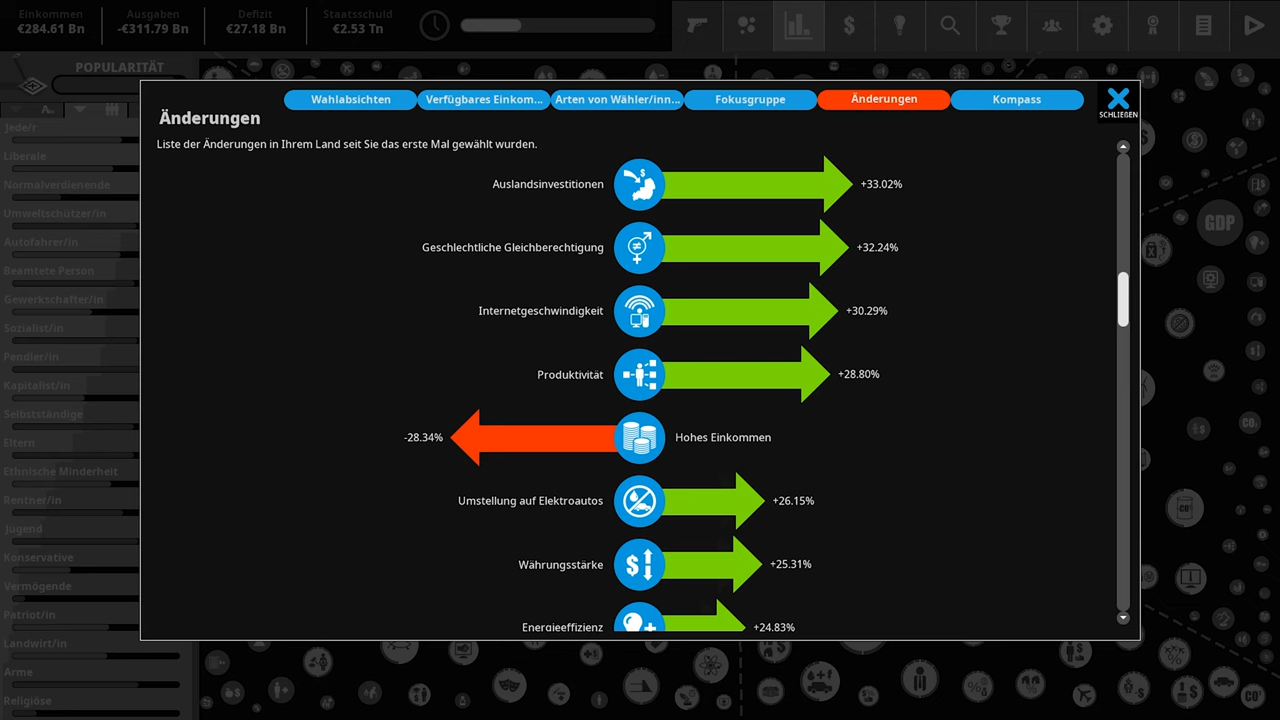 Einkommen
€284.61 Bn
Ausgaben
-€311.79 Bn
Defizit
€27.18 Bn
Staatsschuld
€2.53 Tn
POPULARITÄT
Wahlabsichten
Verfügbares Einkom...
Arten von Wähler/inn...
Fokusgruppe
Änderungen
Kompass
SCHLIEẞEN
Änderungen
Liste der Änderungen in Ihrem Land seit Sie das erste Mal gewählt wurden.
Auslandsinvestitionen
+33.02%
Geschlechtliche Gleichberechtigung
+32.24%
Internetgeschwindigkeit
+30.29%
Produktivität
+28.80%
-28.34%
Hohes Einkommen
Umstellung auf Elektroautos
+26.15%
Währungsstärke
+25.31%
Energieeffizienz
+24.83%
Jede/r
Liberale
Normalverdienende
Umweltschützer/in
Autofahrer/in
Beamtete Person
Gewerkschafter/in
Sozialist/in
Pendler/in
Kapitalist/in
Selbstständige
Eltern
Ethnische Minderheit
Rentner/in
Jugend
Konservative
Vermögende
Patriot/in
Landwirt/in
Arme
Religiöse
GDP